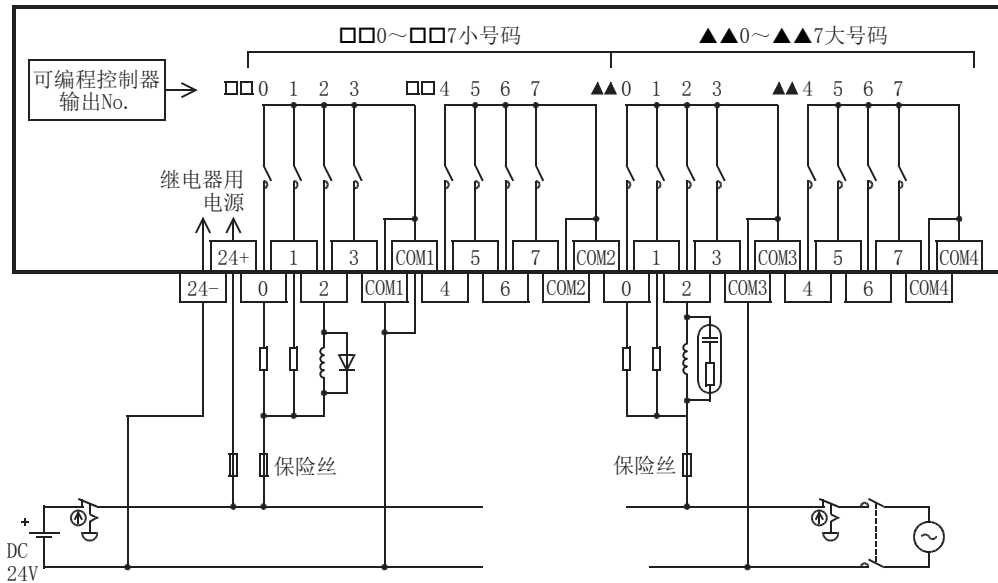 □□0～□□7小号码
▲▲0～▲▲7大号码
可编程控制器
输出No.
□□0 1 2 3
□□4 5 6 7
▲▲0 1 2 3
▲▲4 5 6 7
继电器用
电源
24+ 1 3 COM1 5 7 COM2 1 3 COM3 5 7 COM4
24- 0 2 COM1 4 6 COM2 0 2 COM3 4 6 COM4
保险丝
保险丝
+
DC
24V